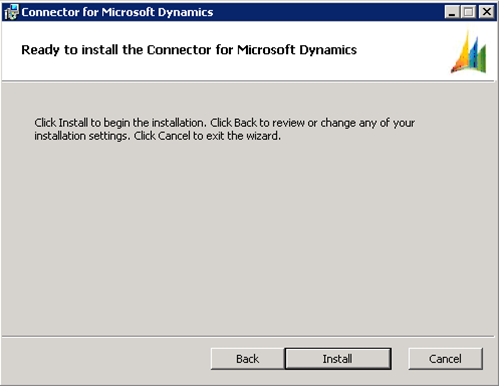 Connector for Microsoft Dynamics
Ready to install the Connector for Microsoft Dynamics
Click Install to begin the installation. Click Back to review or change any of your
installation settings. Click Cancel to exit the wizard.
Back Install Cancel